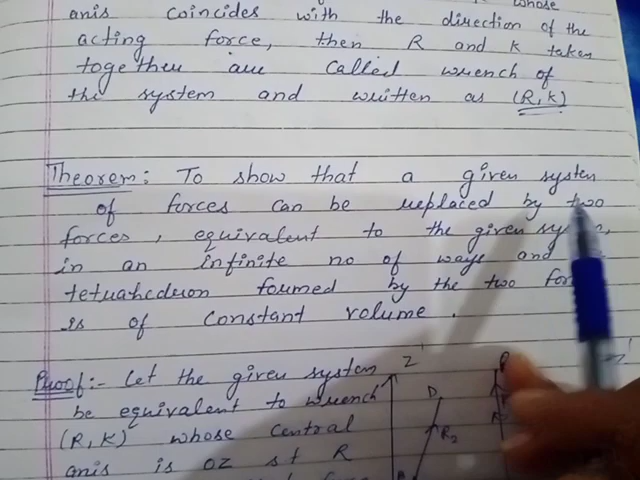 whose
axis coincides with the direction of the
acting force, then R and K taken
together are called wrench of
the system and written as (R,K)
Theorem: To show that a given system
of forces can be replaced by two
forces, equivalent to the given
in an infinite no of ways and
tetrahedron formed by the two
is of constant volume.
Proof:- Let the given system
be equivalent to wrench
(R,K) whose central
axis is OZ st R
Z'
D
R2